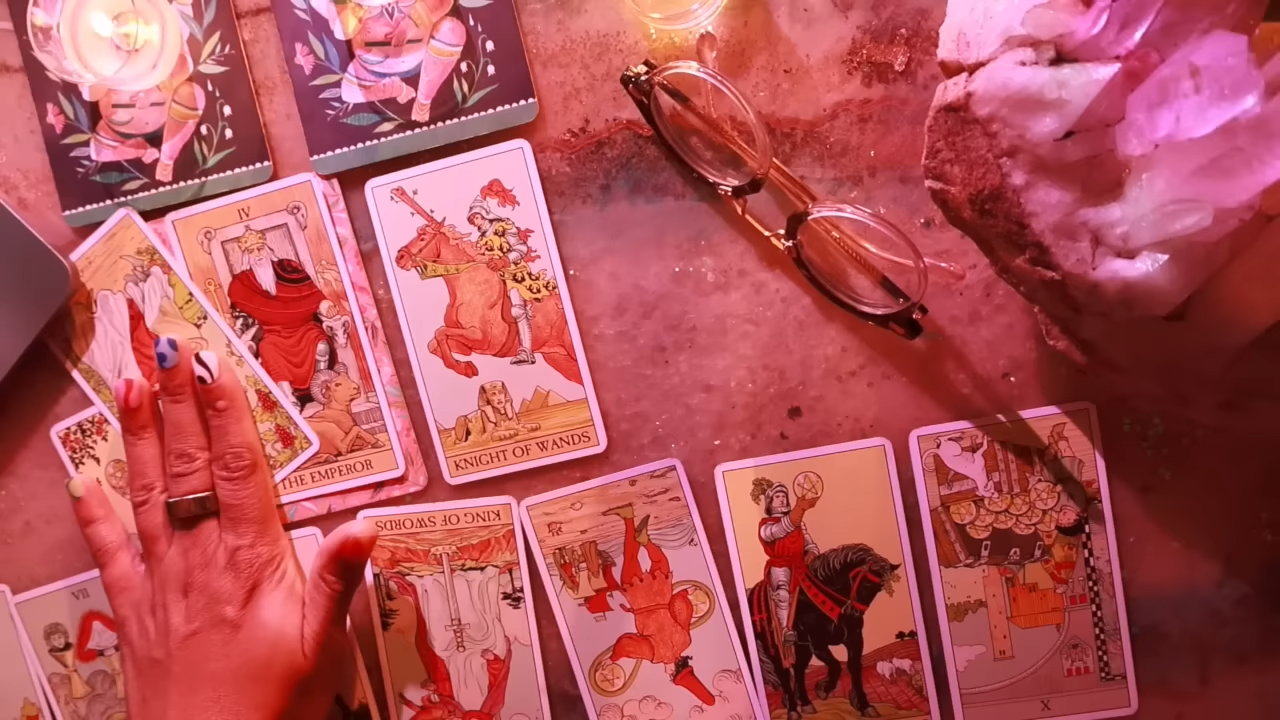 IV
THE EMPEROR
KNIGHT OF WANDS
KING OF SWORDS
VII
X